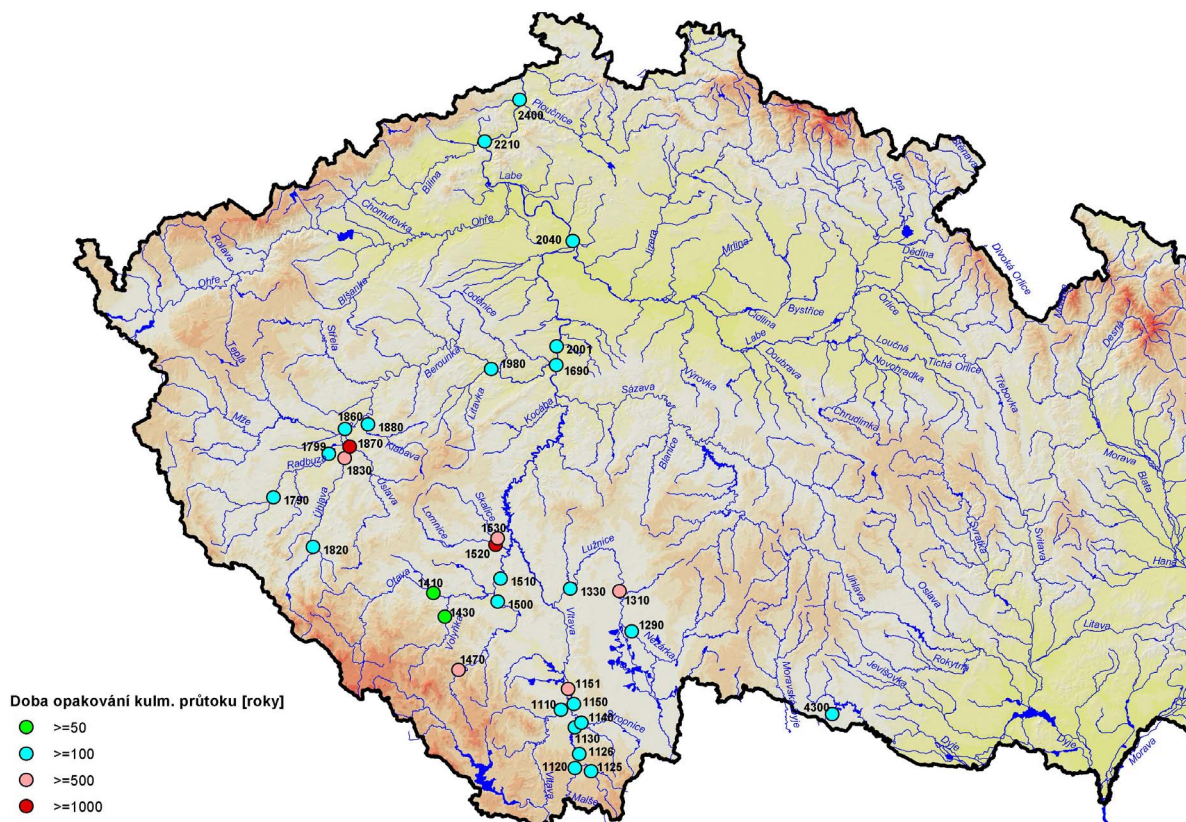 Ploučnice
2400
2210
Bílina
Labe
Chomutovka
Ohře
Rolava
Ohře
Blšanka
Teplá
Střela
Loděnice
2040
Jizera
Mrlina
Úpa
Stěnava
Dědina
Divoká Orlice
Orlice
Bystřice
Cidlina
Labe
Doubrava
Loučná
Tichá Orlice
Novohradka
Třebovka
Desná
2001
1690
1980
Berounka
Litavka
Kocába
Sázava
Výrovka
Chrudimka
Mže
1860
1880
1799
1870
Klabava
1830
Úslava
Úhlava
1790
1820
Blanice
Skalice
Lomnice
1630
1520
Lužnice
Otava
1410
1510
1500
1430
1330
1310
Vltava
1290
Nežárka
1470
1151
1110
1150
1140
1130
Stropnice
1126
1120
1125
Vltava
Malše
Morava
Blata
Haná
Svratka
Svitava
Jihlava
Oslava
Litava
Rokytná
Jevišovka
Moravská Dyje
4300
Dyje
Dyje
Morava
Doba opakování kulm. průtoku [roky]
>=50
>=100
>=500
>=1000